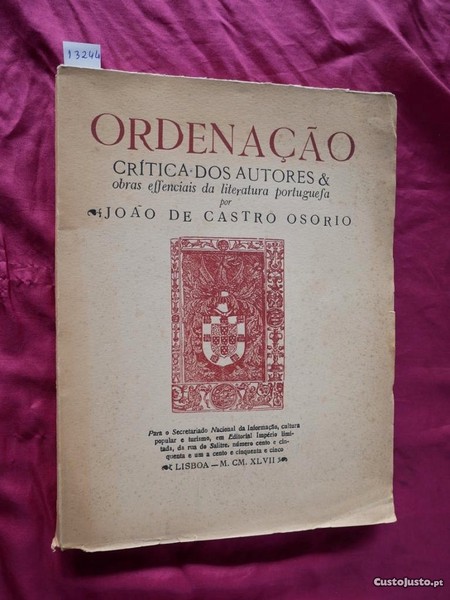 13244
ORDENAÇÃO
CRÍTICA DOS AUTORES &
obras eſſenciais da literatura portugueſa
por
JOÃO DE CASTRO OSORIO
Para o Secretariado Nacional da Informação, cultura
popular e turismo, em Editorial Império limi-
tada, da rua do Salitre, número cento e cin-
quenta e um a cento e cinquenta e cinco
LISBOA — M. CM. XLVII
CustoJusto.pt